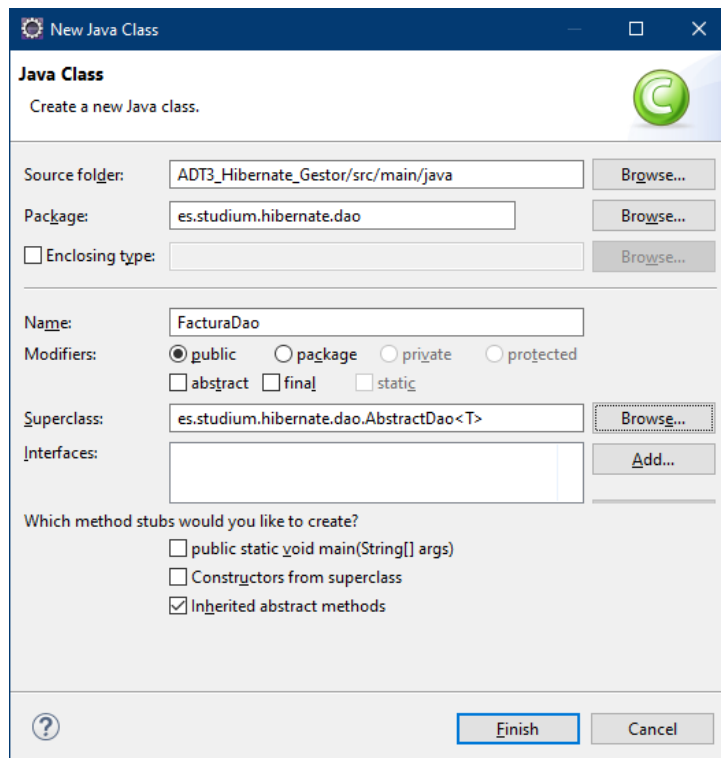 New Java Class
Java Class
Create a new Java class.
Source folder: ADT3_Hibernate_Gestor/src/main/java Browse...
Package: es.studium.hibernate.dao Browse...
Enclosing type: Browse...
Name: FacturaDao
Modifiers: public package private protected
abstract final static
Superclass: es.studium.hibernate.dao.AbstractDao<T> Browse...
Interfaces: Add...
Which method stubs would you like to create?
public static void main(String[] args)
Constructors from superclass
Inherited abstract methods
Finish Cancel